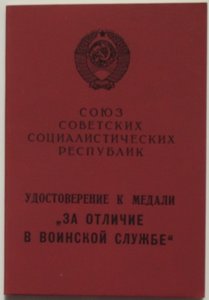 СОЮЗ
СОВЕТСКИХ
СОЦИАЛИСТИЧЕСКИХ
РЕСПУБЛИК
УДОСТОВЕРЕНИЕ К МЕДАЛИ
„ЗА ОТЛИЧИЕ
В ВОИНСКОЙ СЛУЖБЕ“